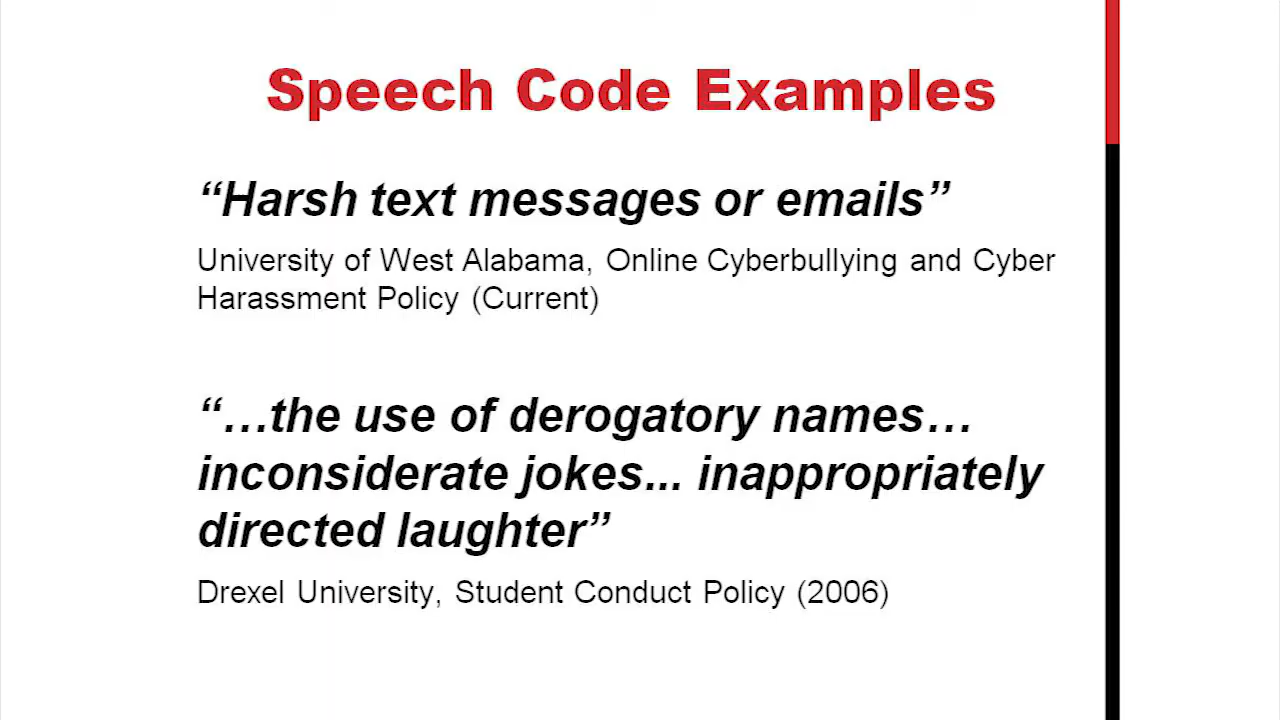 Speech Code Examples
“Harsh text messages or emails”
University of West Alabama, Online Cyberbullying and Cyber
Harassment Policy (Current)
“…the use of derogatory names…
inconsiderate jokes... inappropriately
directed laughter”
Drexel University, Student Conduct Policy (2006)